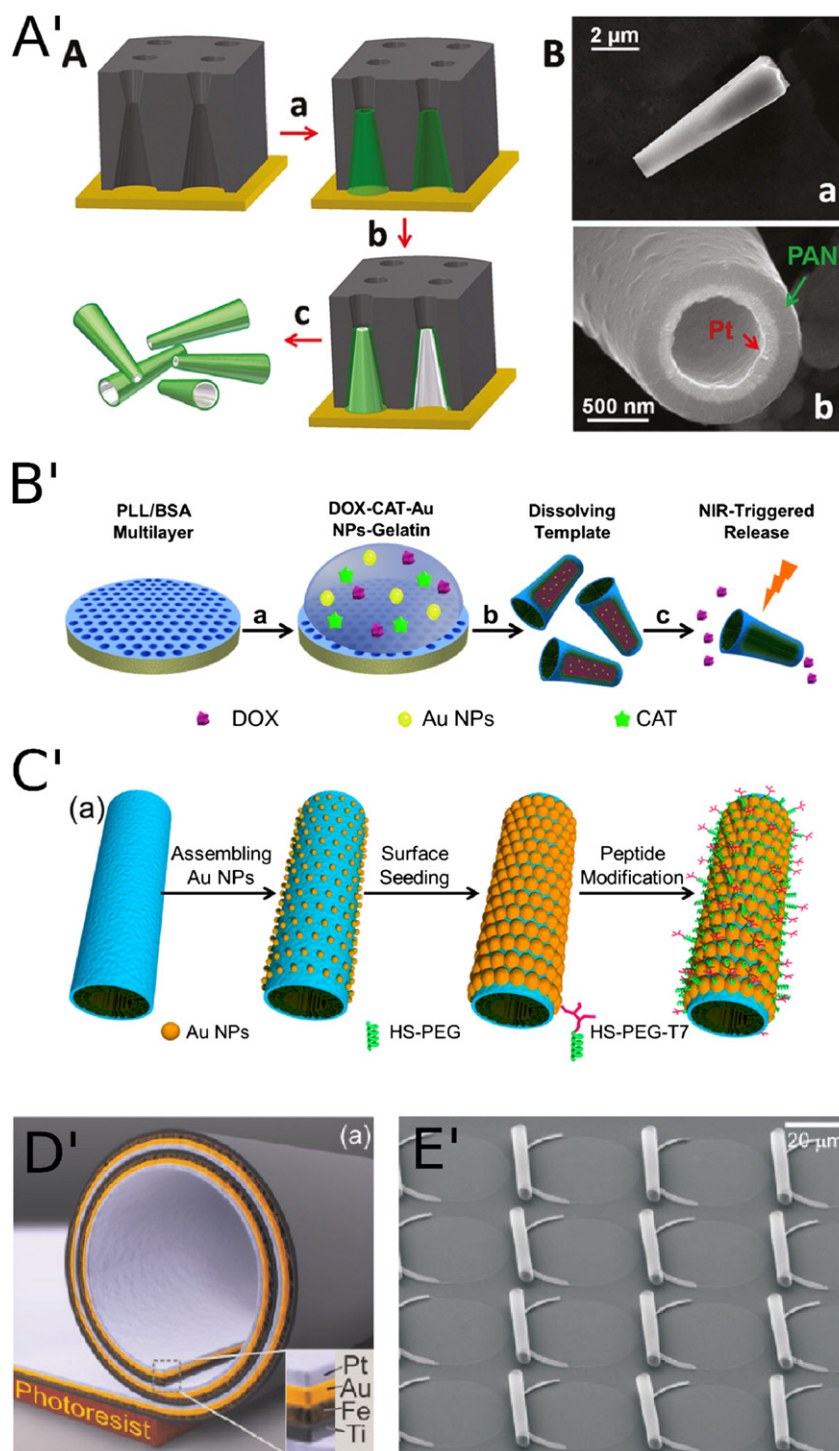 A'
A
a
b
c
B
2 µm
a
PAN
Pt
500 nm
b
B'
PLL/BSA
Multilayer
DOX-CAT-Au
NPs-Gelatin
Dissolving
Template
NIR-Triggered
Release
a
b
c
DOX
Au NPs
CAT
C'
(a)
Assembling
Au NPs
Surface
Seeding
Peptide
Modification
Au NPs
HS-PEG
HS-PEG-T7
D'
(a)
Photoresist
Pt
Au
Fe
Ti
E'
20 µm